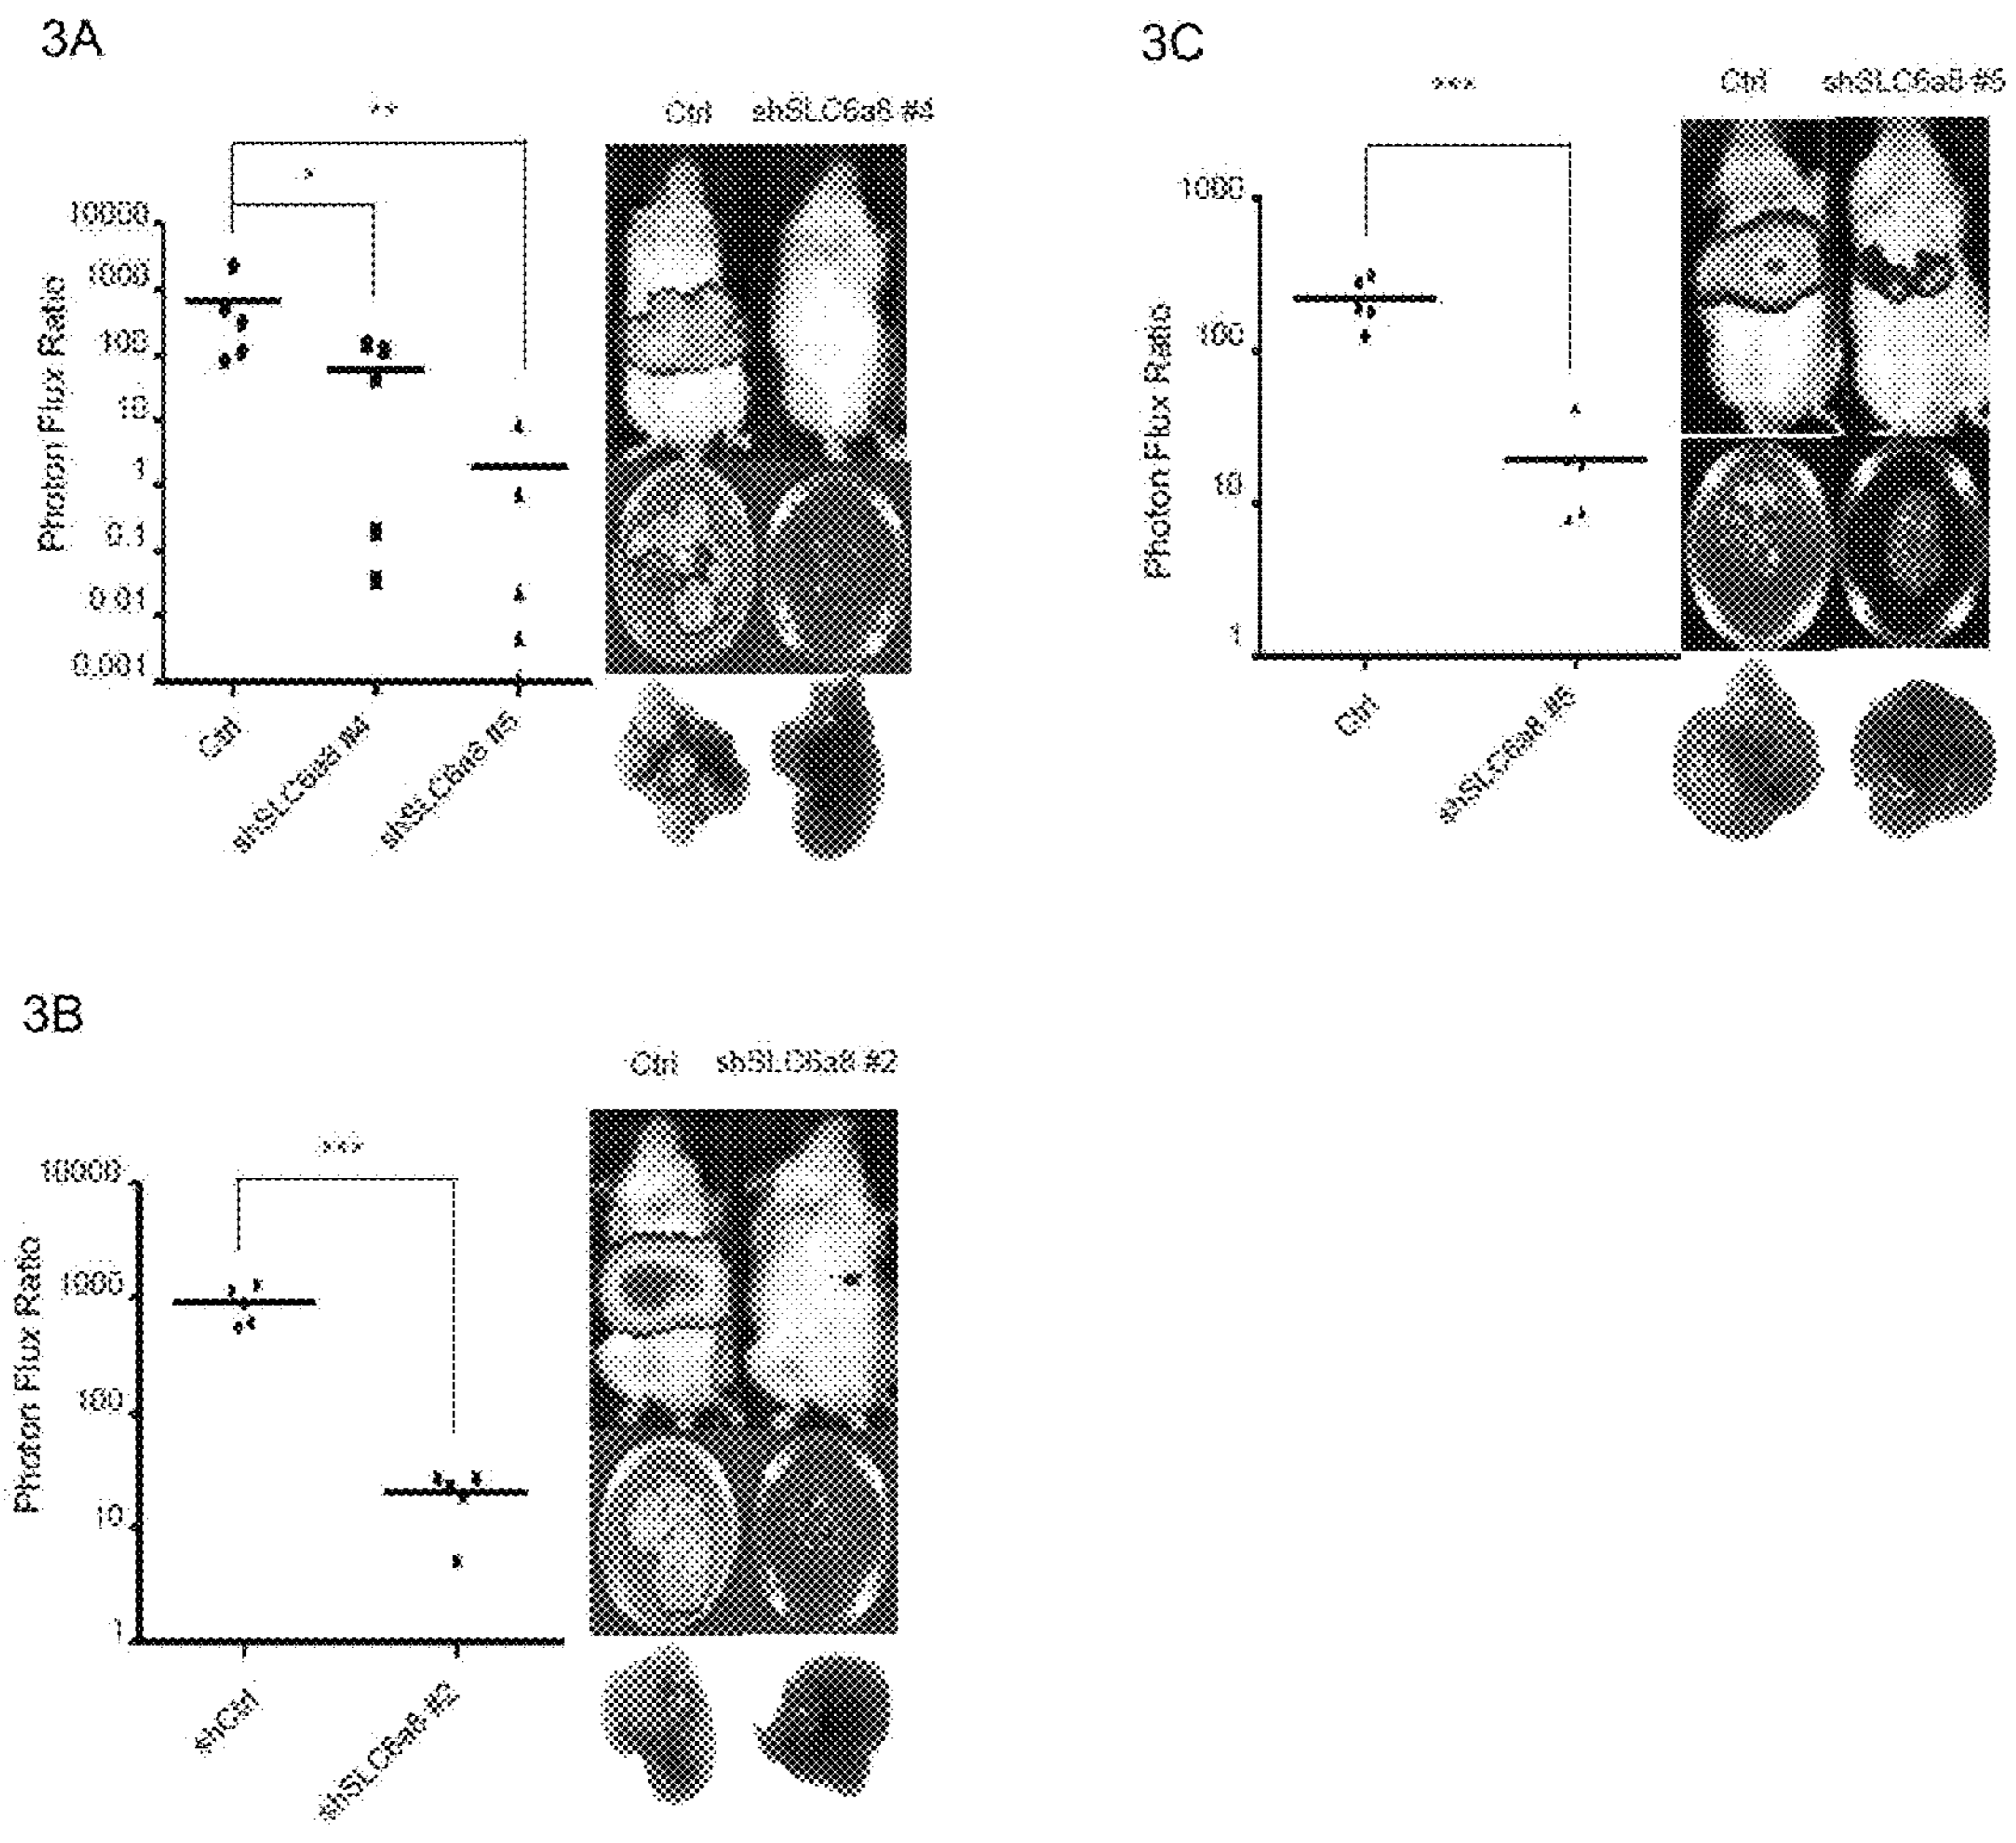 3A
**
*
Ctrl shSLC6a8 #4
10000
1000
100
10
1
0.1
0.01
0.001
Photon Flux Ratio
Ctrl
shSLC6a8 #4
shSLC6a8 #5
3C
***
Ctrl shSLC6a8 #5
1000
100
10
1
Photon Flux Ratio
Ctrl
shSLC6a8 #5
3B
Ctrl shSLC6a8 #2
***
10000
1000
100
10
1
Photon Flux Ratio
shCtrl
shSLC6a8 #2